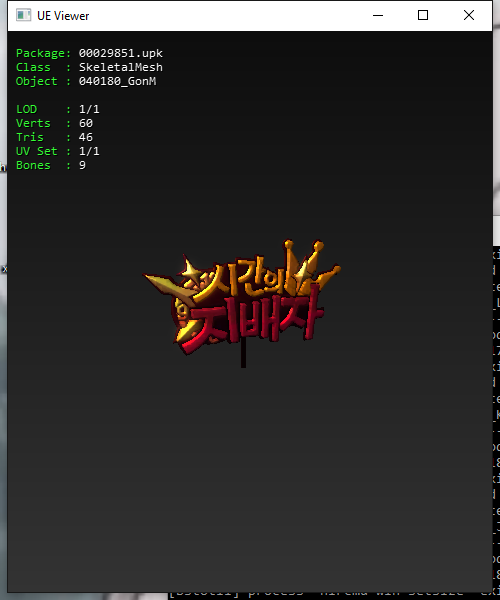 UE Viewer
Package: 00029851.upk
Class : SkeletalMesh
Object : 040180_GonM
LOD : 1/1
Verts : 60
Tris : 46
UV Set : 1/1
Bones : 9
시간의
지배자